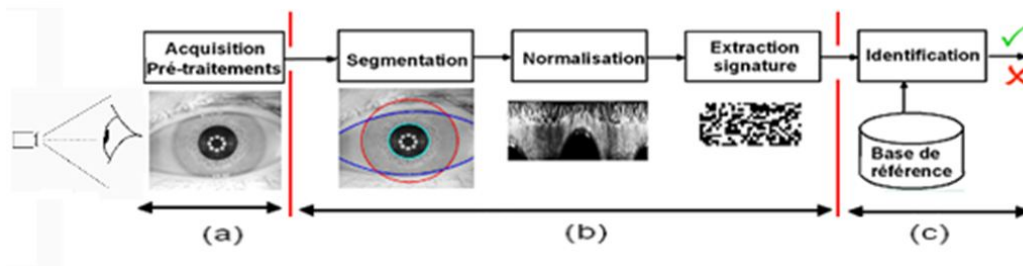 Acquisition
Pré-traitements
Segmentation
Normalisation
Extraction
signature
Identification
Base de
référence
(a)
(b)
(c)